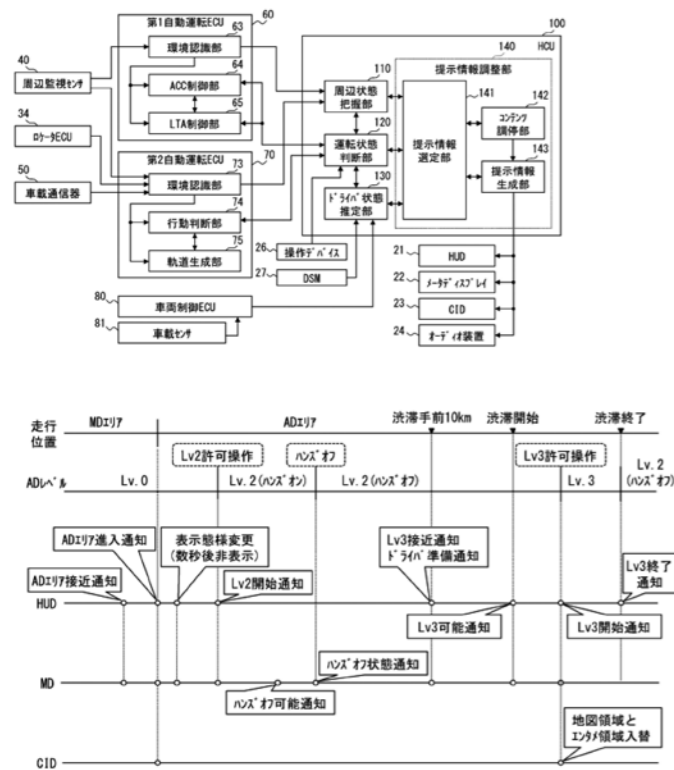 第1自動運転ECU
60
100
HCU
40
周辺監視センサ
63
環境認識部
64
ACC制御部
65
LTA制御部
34
ロケータECU
50
車載通信器
第2自動運転ECU
70
73
環境認識部
74
行動判断部
75
軌道生成部
110
周辺状態
把握部
120
運転状態
判断部
130
ドライバ状態
推定部
140
提示情報調整部
141
提示情報
選定部
142
コンテンツ
調停部
143
提示情報
生成部
26
操作デバイス
27
DSM
80
車両制御ECU
81
車載センサ
21
HUD
22
メータディスプレイ
23
CID
24
オーディオ装置
走行
位置
MDエリア
ADエリア
渋滞手前10km
渋滞開始
渋滞終了
Lv2許可操作
ハンズオフ
Lv3許可操作
ADレベル
Lv.0
Lv.2(ハンズオン)
Lv.2(ハンズオフ)
Lv.3
Lv.2
(ハンズオフ)
ADエリア進入通知
表示態様変更
(数秒後非表示)
Lv3接近通知
ドライバ準備通知
Lv3終了
通知
ADエリア接近通知
Lv2開始通知
HUD
Lv3可能通知
Lv3開始通知
ハンズオフ状態通知
MD
ハンズオフ可能通知
地図領域と
エンタメ領域入替
CID